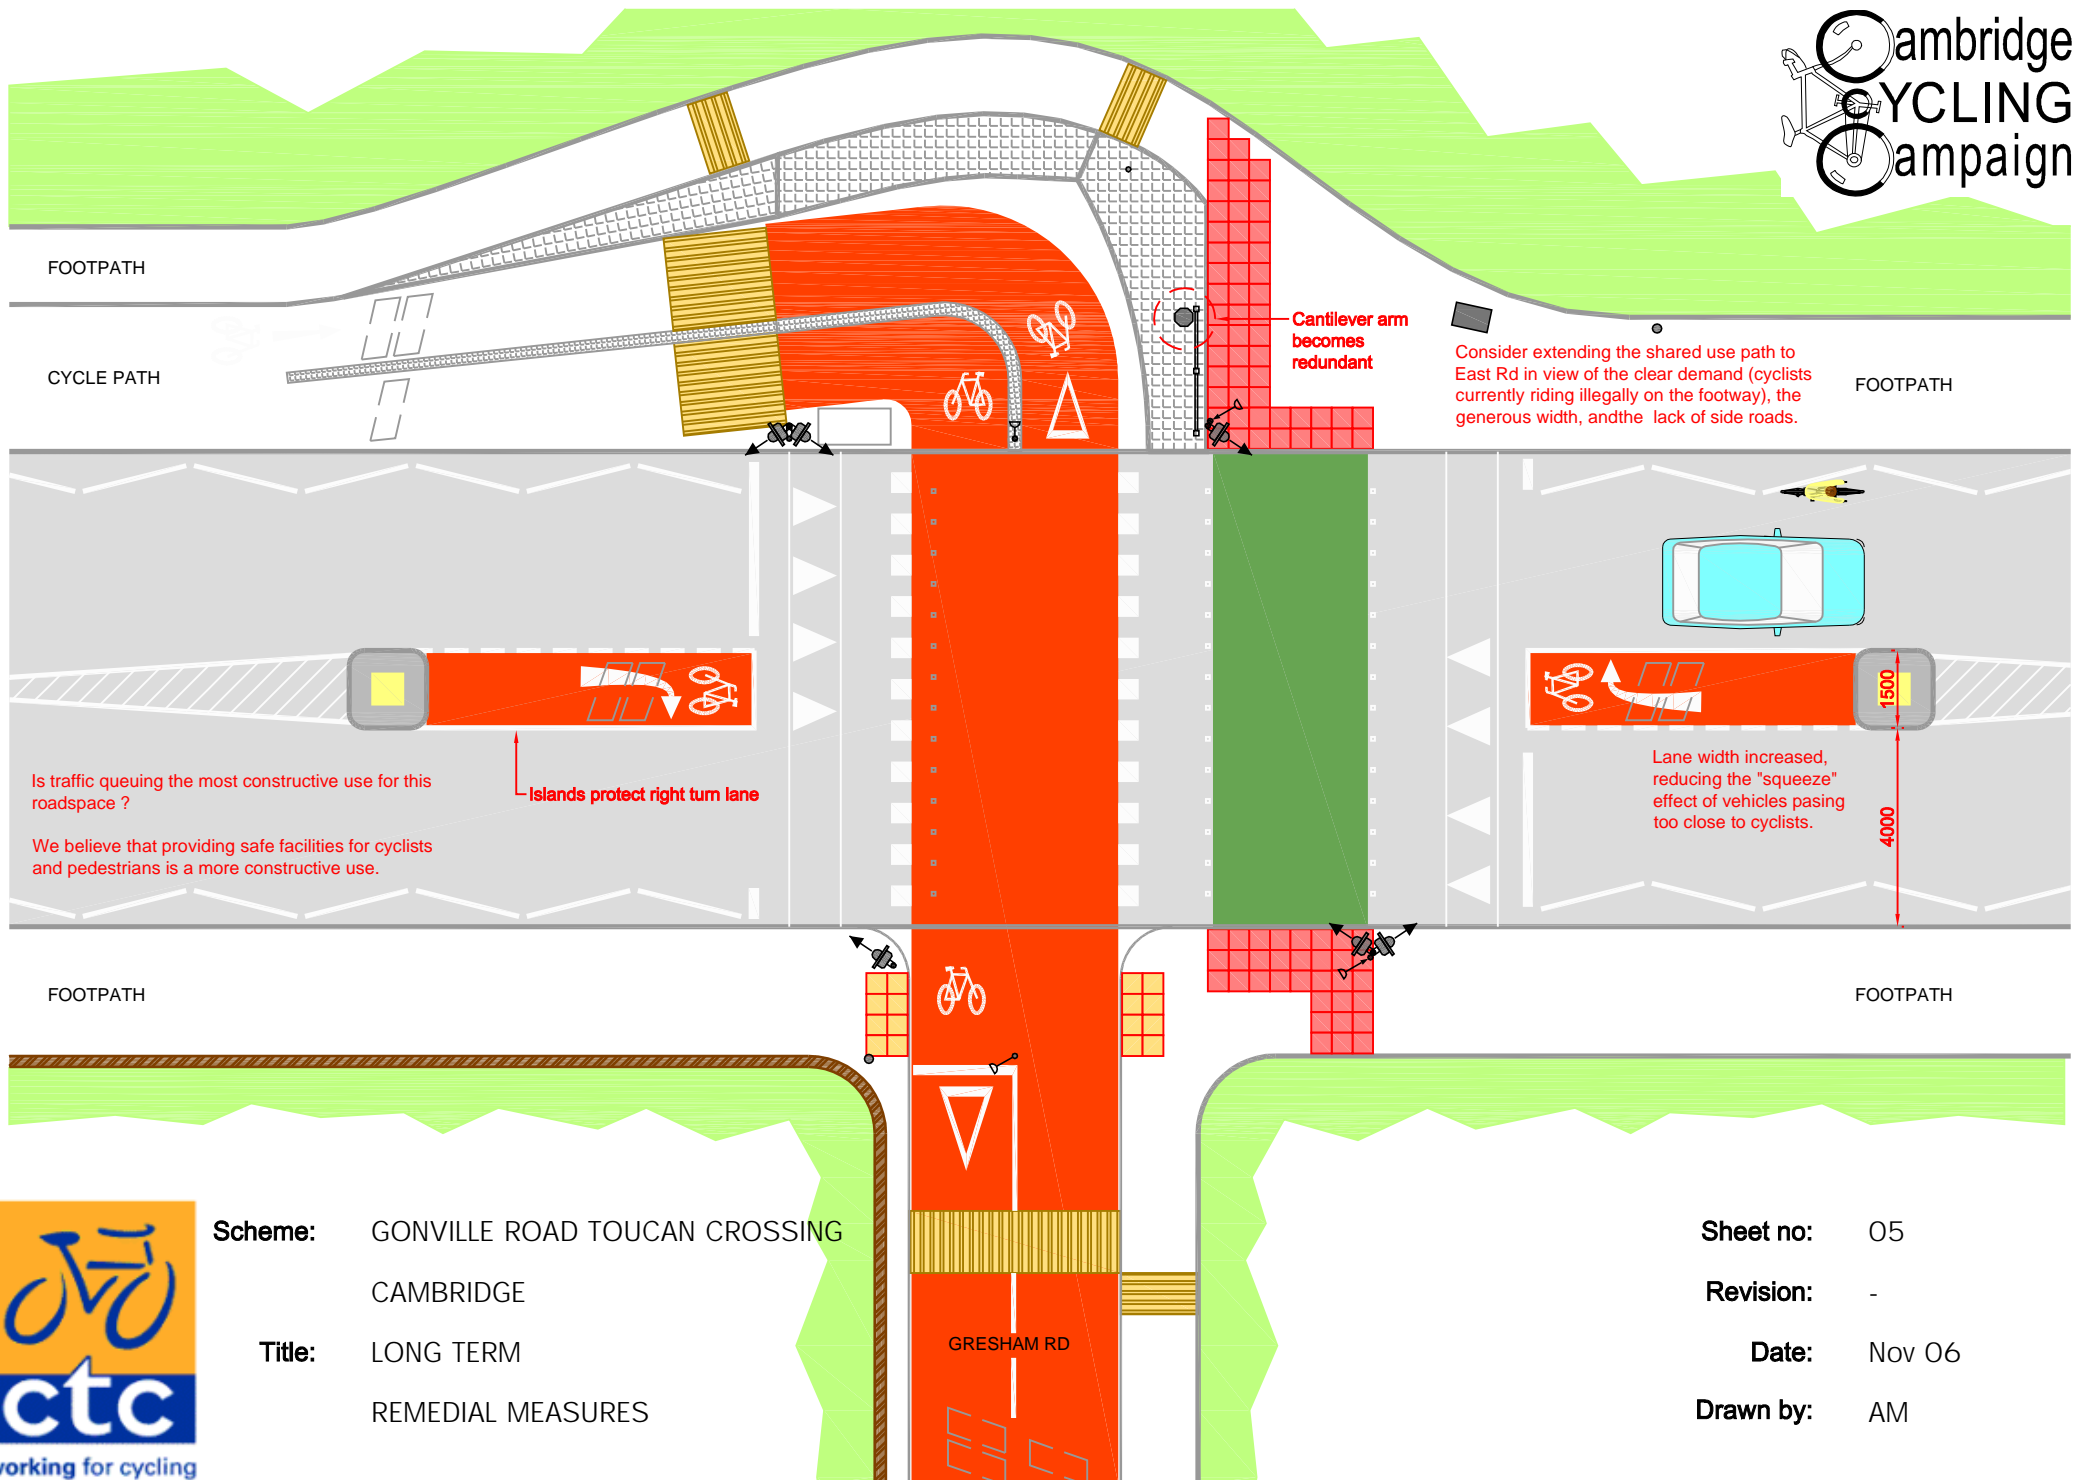 Cambridge
CYCLING
Campaign
FOOTPATH
CYCLE PATH
Cantilever arm
becomes
redundant
Consider extending the shared use path to
East Rd in view of the clear demand (cyclists
currently riding illegally on the footway), the
generous width, andthe lack of side roads.
FOOTPATH
1500
4000
Is traffic queuing the most constructive use for this
roadspace ?
We believe that providing safe facilities for cyclists
and pedestrians is a more constructive use.
Islands protect right turn lane
Lane width increased,
reducing the "squeeze"
effect of vehicles pasing
too close to cyclists.
FOOTPATH
FOOTPATH
GRESHAM RD
ctc
working for cycling
Scheme: GONVILLE ROAD TOUCAN CROSSING
CAMBRIDGE
Title: LONG TERM
REMEDIAL MEASURES
Sheet no: 05
Revision: -
Date: Nov 06
Drawn by: AM